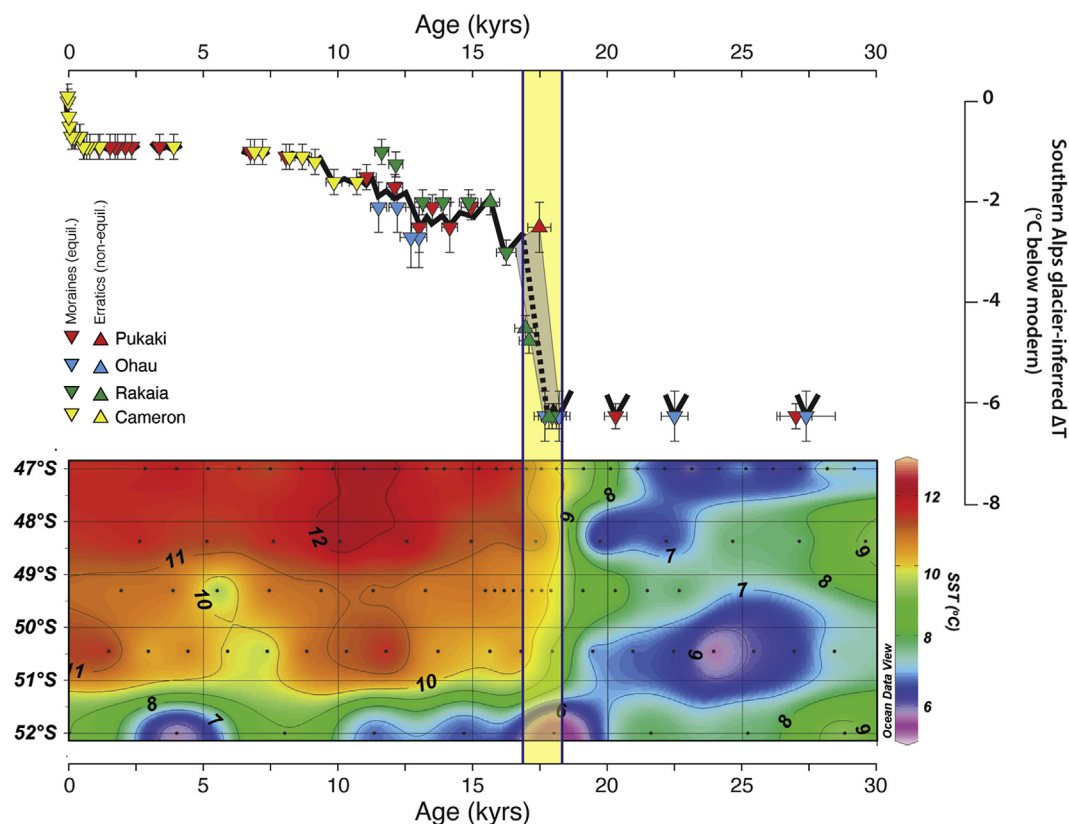 Age (kyrs)
0 5 10 15 20 25 30
0
-2
-4
-6
-8
Southern Alps glacier-inferred ΔT
(°C below modern)
Moraines (equil.)
Erratics (non-equil.)
Pukaki
Ohau
Rakaia
Cameron
47°S
48°S
49°S
50°S
51°S
52°S
12
11
10
11
10
8
7
6
9
8
7
7
6
8
9
8
9
Ocean Data View
12
10
8
6
SST (°C)
0 5 10 15 20 25 30
Age (kyrs)